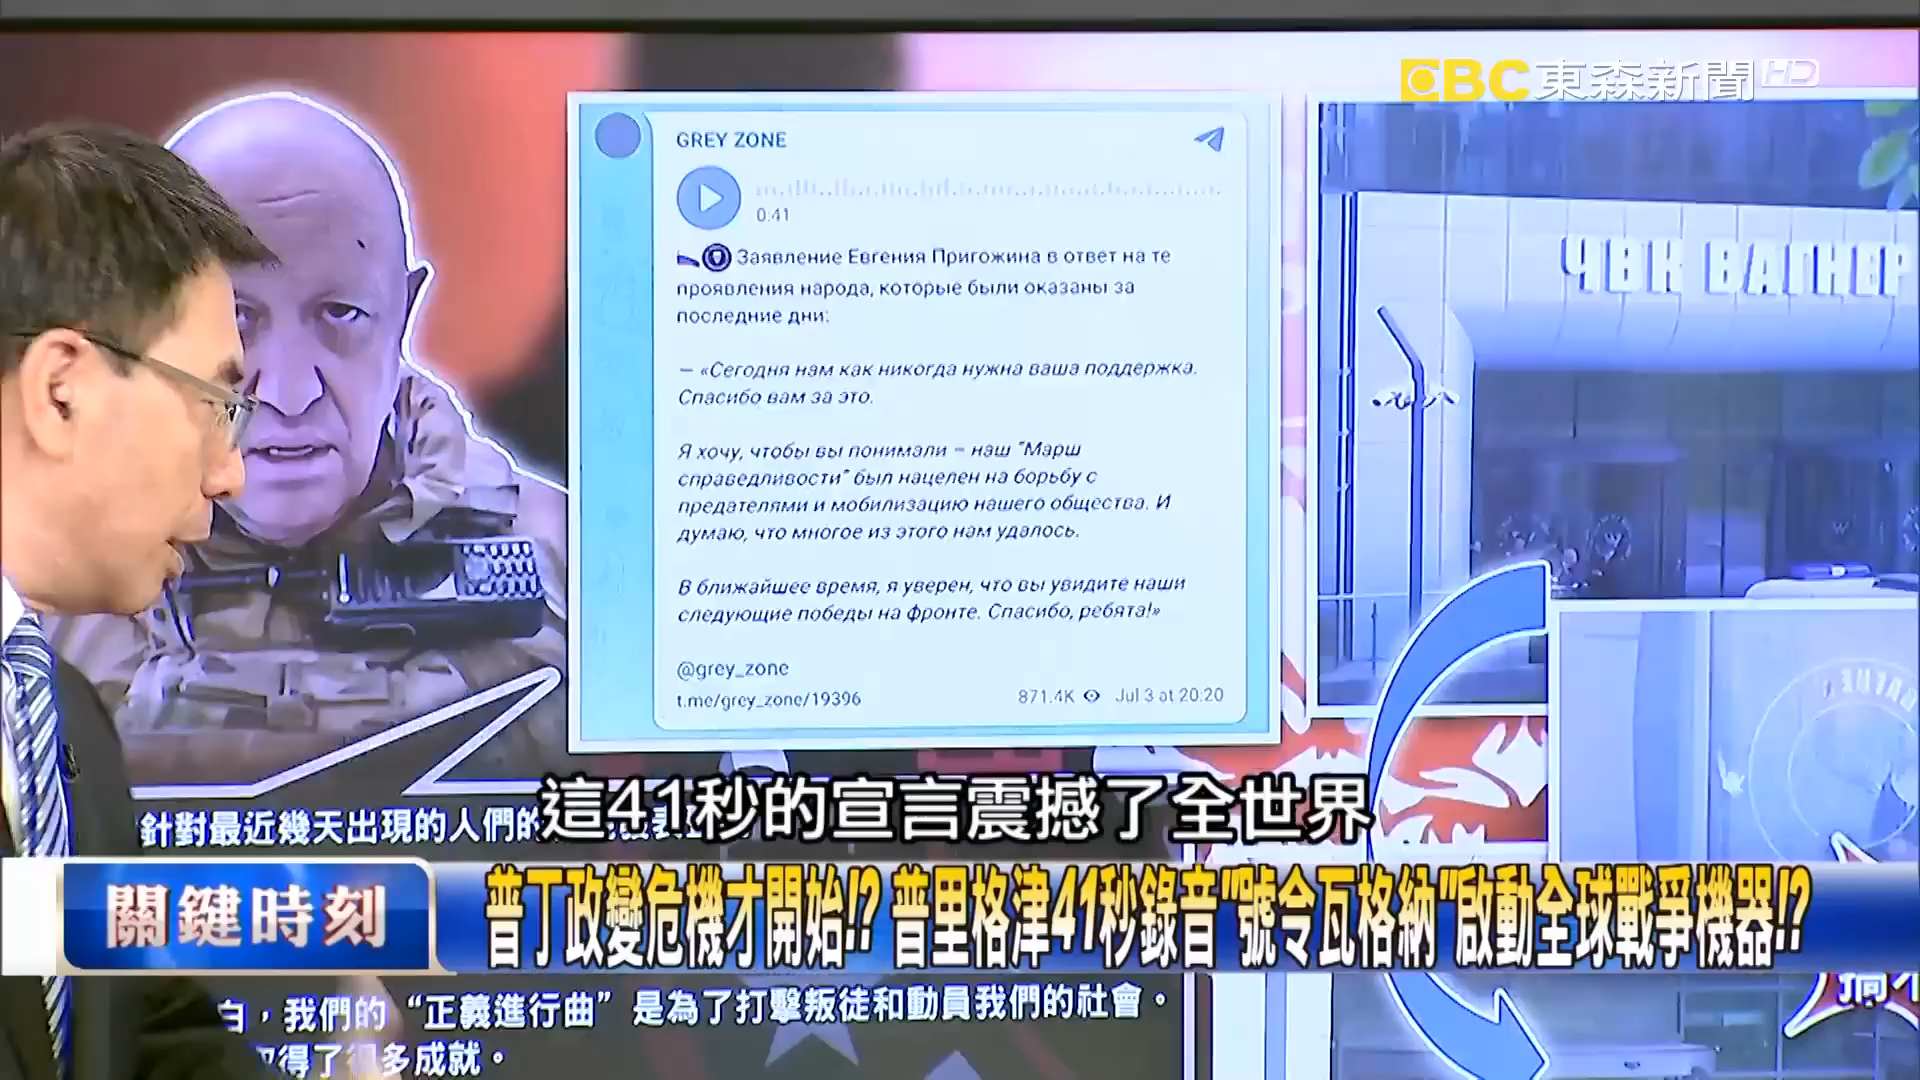 EBC東森新聞HD
GREY ZONE
0:41
Заявление Евгения Пригожина в ответ на те
проявления народа, которые были оказаны за
последние дни:
– «Сегодня нам как никогда нужна ваша поддержка.
Спасибо вам за это.
Я хочу, чтобы вы понимали – наш "Марш
справедливости" был нацелен на борьбу с
предателями и мобилизацию нашего общества. И
думаю, что многое из этого нам удалось.
В ближайшее время, я уверен, что вы увидите наши
следующие победы на фронте. Спасибо, ребята!»
@grey_zone
t.me/grey_zone/19396
871.4K Jul 3 at 20:20
ЧВК ВАГНЕР
針對最近幾天出現的人們的
這41秒的宣言震撼了全世界
關鍵時刻
普丁政變危機才開始!? 普里格津41秒錄音"號令瓦格納"啟動全球戰爭機器!?
白，我們的“正義進行曲”是為了打擊叛徒和動員我們的社會。
得了很多成就。
搞不